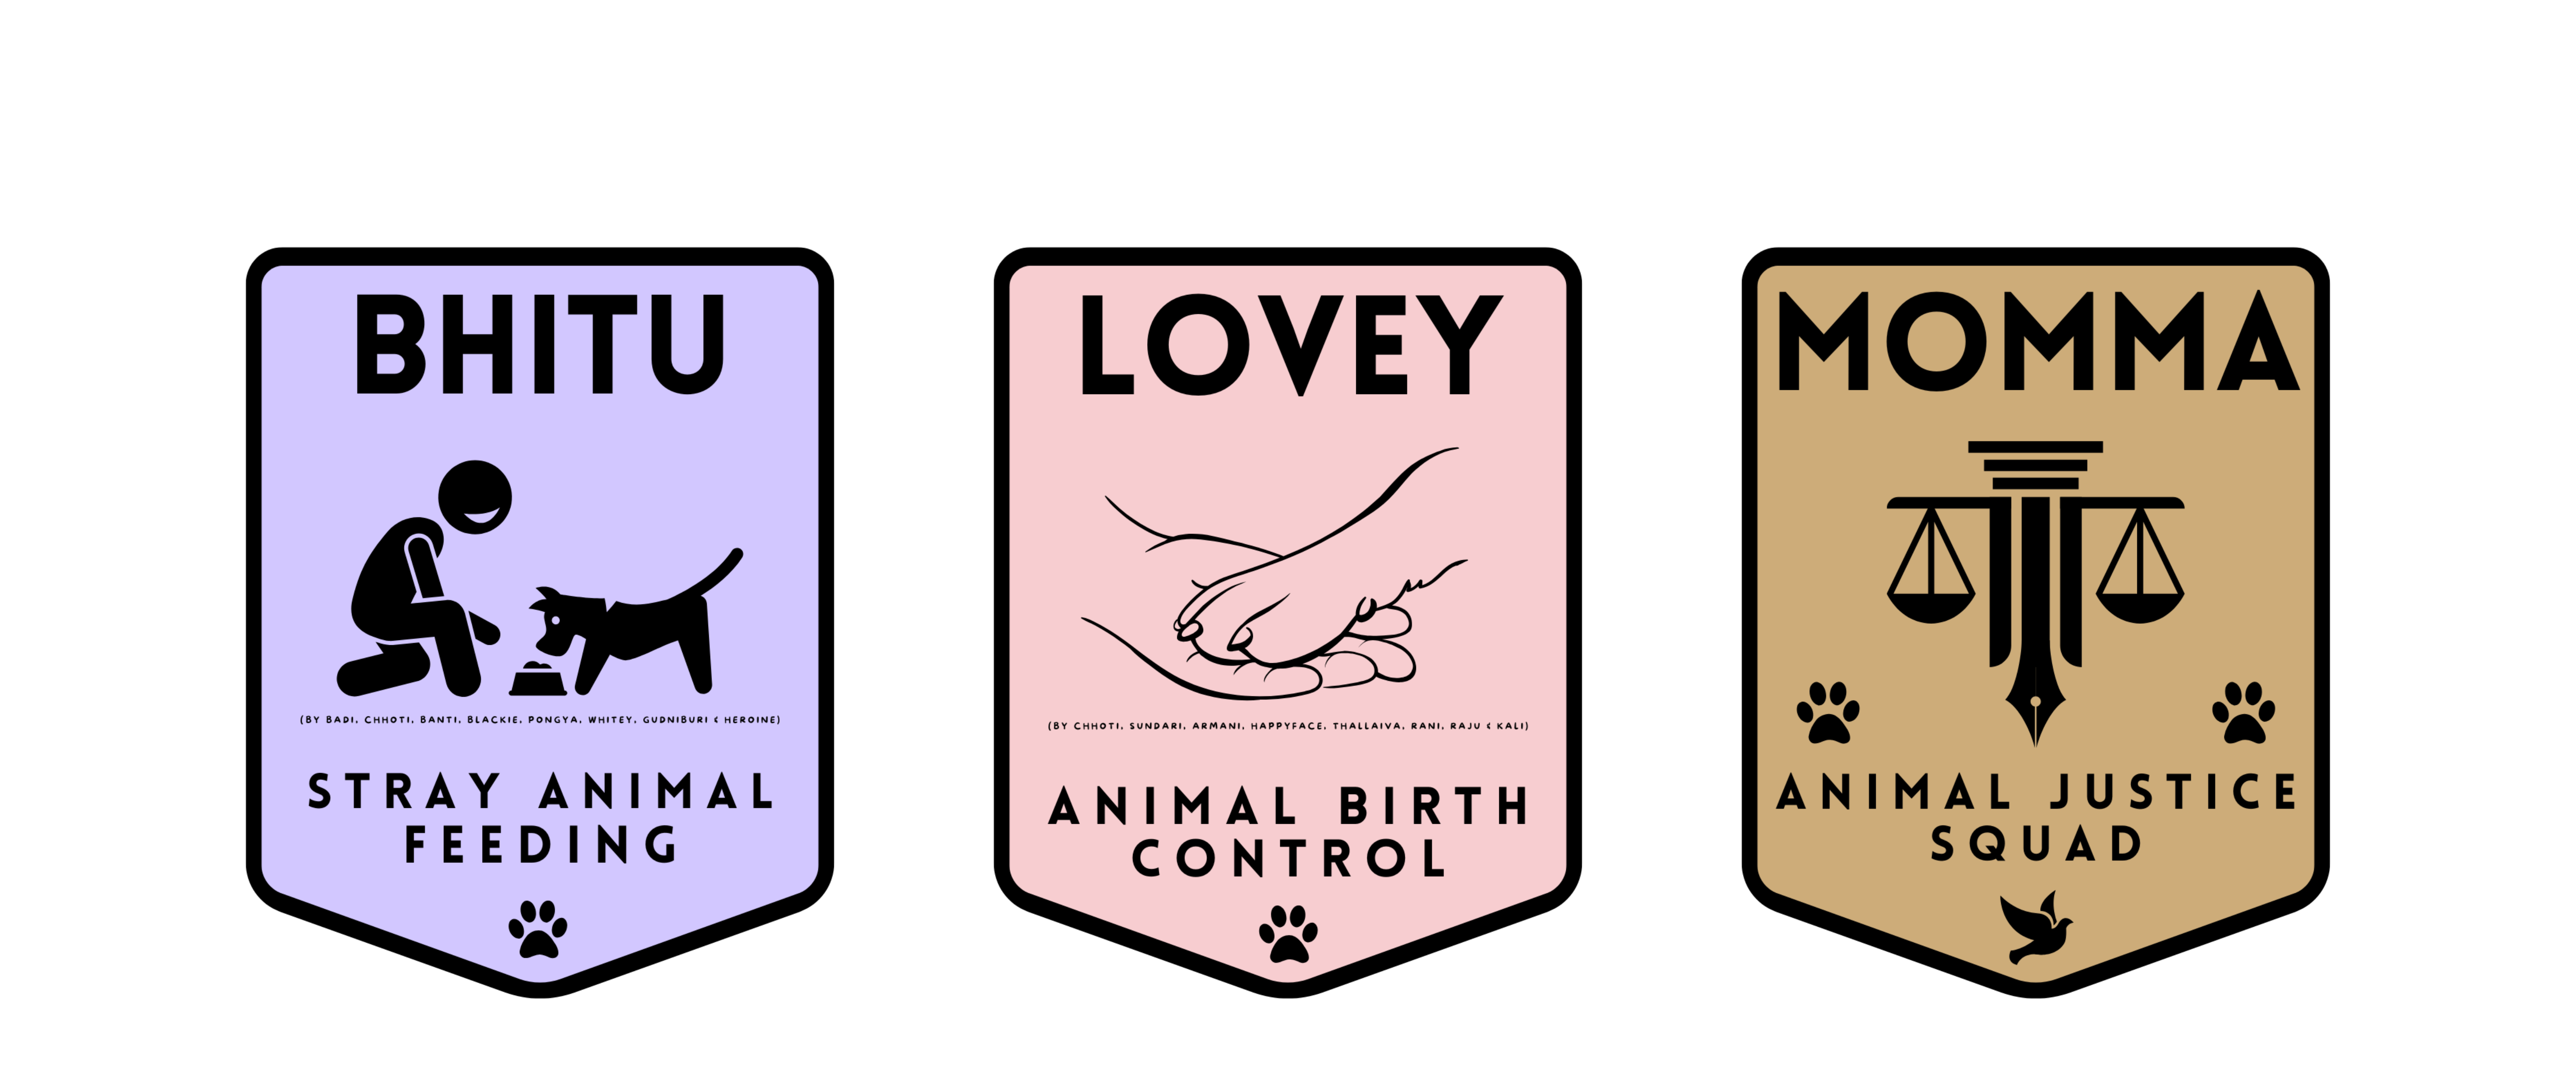 BHITU
(BY BADI, CHHOTI, BANTI, BLACKIE, PONGYA, WHITEY, GUDNIBURI & HEROINE)
STRAY ANIMAL
FEEDING
LOVEY
(BY CHHOTI, SUNDARI, ARMANI, HAPPYFACE, THALLAIVA, RANI, RAJU & KALI)
ANIMAL BIRTH
CONTROL
MOMMA
ANIMAL JUSTICE
SQUAD